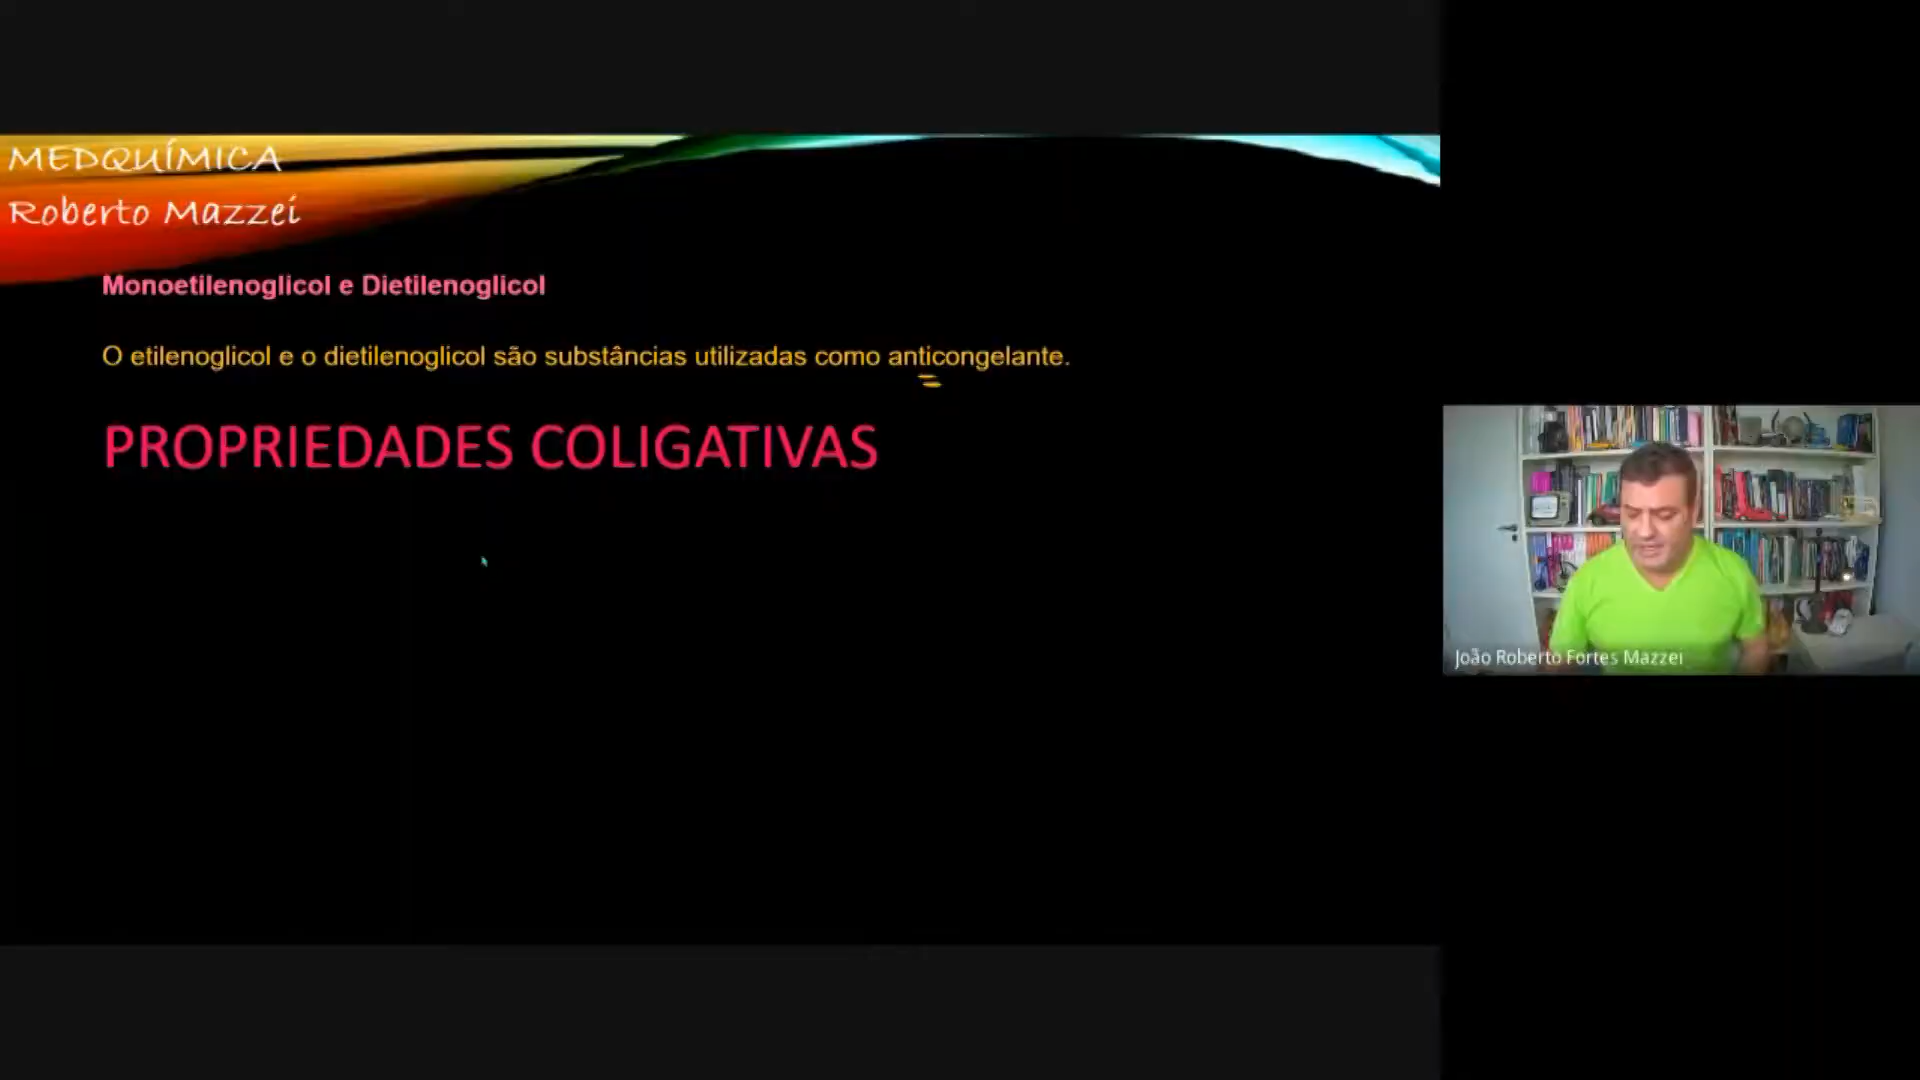 MEDQUÍMICA
Roberto Mazzei
Monoetilenoglicol e Dietilenoglicol
O etilenoglicol e o dietilenoglicol são substâncias utilizadas como anticongelante.
PROPRIEDADES COLIGATIVAS
João Roberto Fortes Mazzei